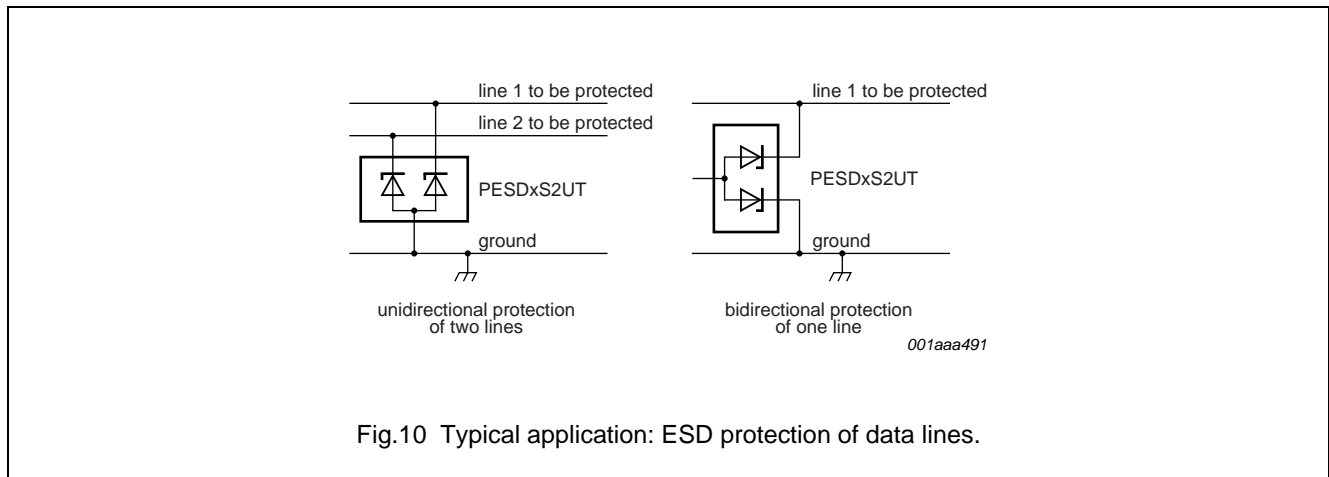 line 1 to be protected
line 2 to be protected
PESDxS2UT
ground
unidirectional protection
of two lines
line 1 to be protected
PESDxS2UT
ground
bidirectional protection
of one line
001aaa491
Fig.10 Typical application: ESD protection of data lines.